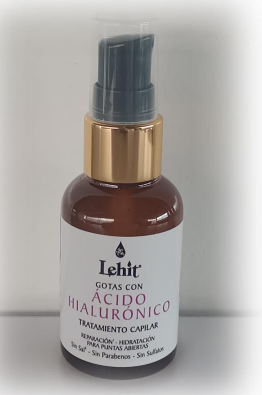 Lehit®
GOTAS CON
ÁCIDO
HIALURÓNICO
TRATAMIENTO CAPILAR
REPARACIÓN - HIDRATACIÓN
PARA PUNTAS ABIERTAS
Sin Sal - Sin Parabenos - Sin Sulfatos